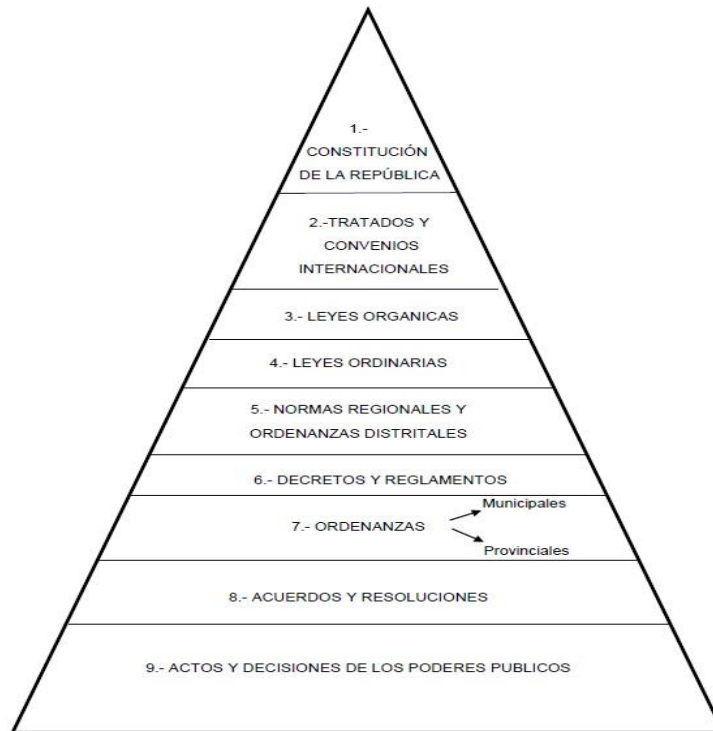 1.-
CONSTITUCIÓN
DE LA REPÚBLICA
2.-TRATADOS Y
CONVENIOS
INTERNACIONALES
3.- LEYES ORGANICAS
4.- LEYES ORDINARIAS
5.- NORMAS REGIONALES Y
ORDENANZAS DISTRITALES
6.- DECRETOS Y REGLAMENTOS
Municipales
7.- ORDENANZAS
Provinciales
8.- ACUERDOS Y RESOLUCIONES
9.- ACTOS Y DECISIONES DE LOS PODERES PUBLICOS